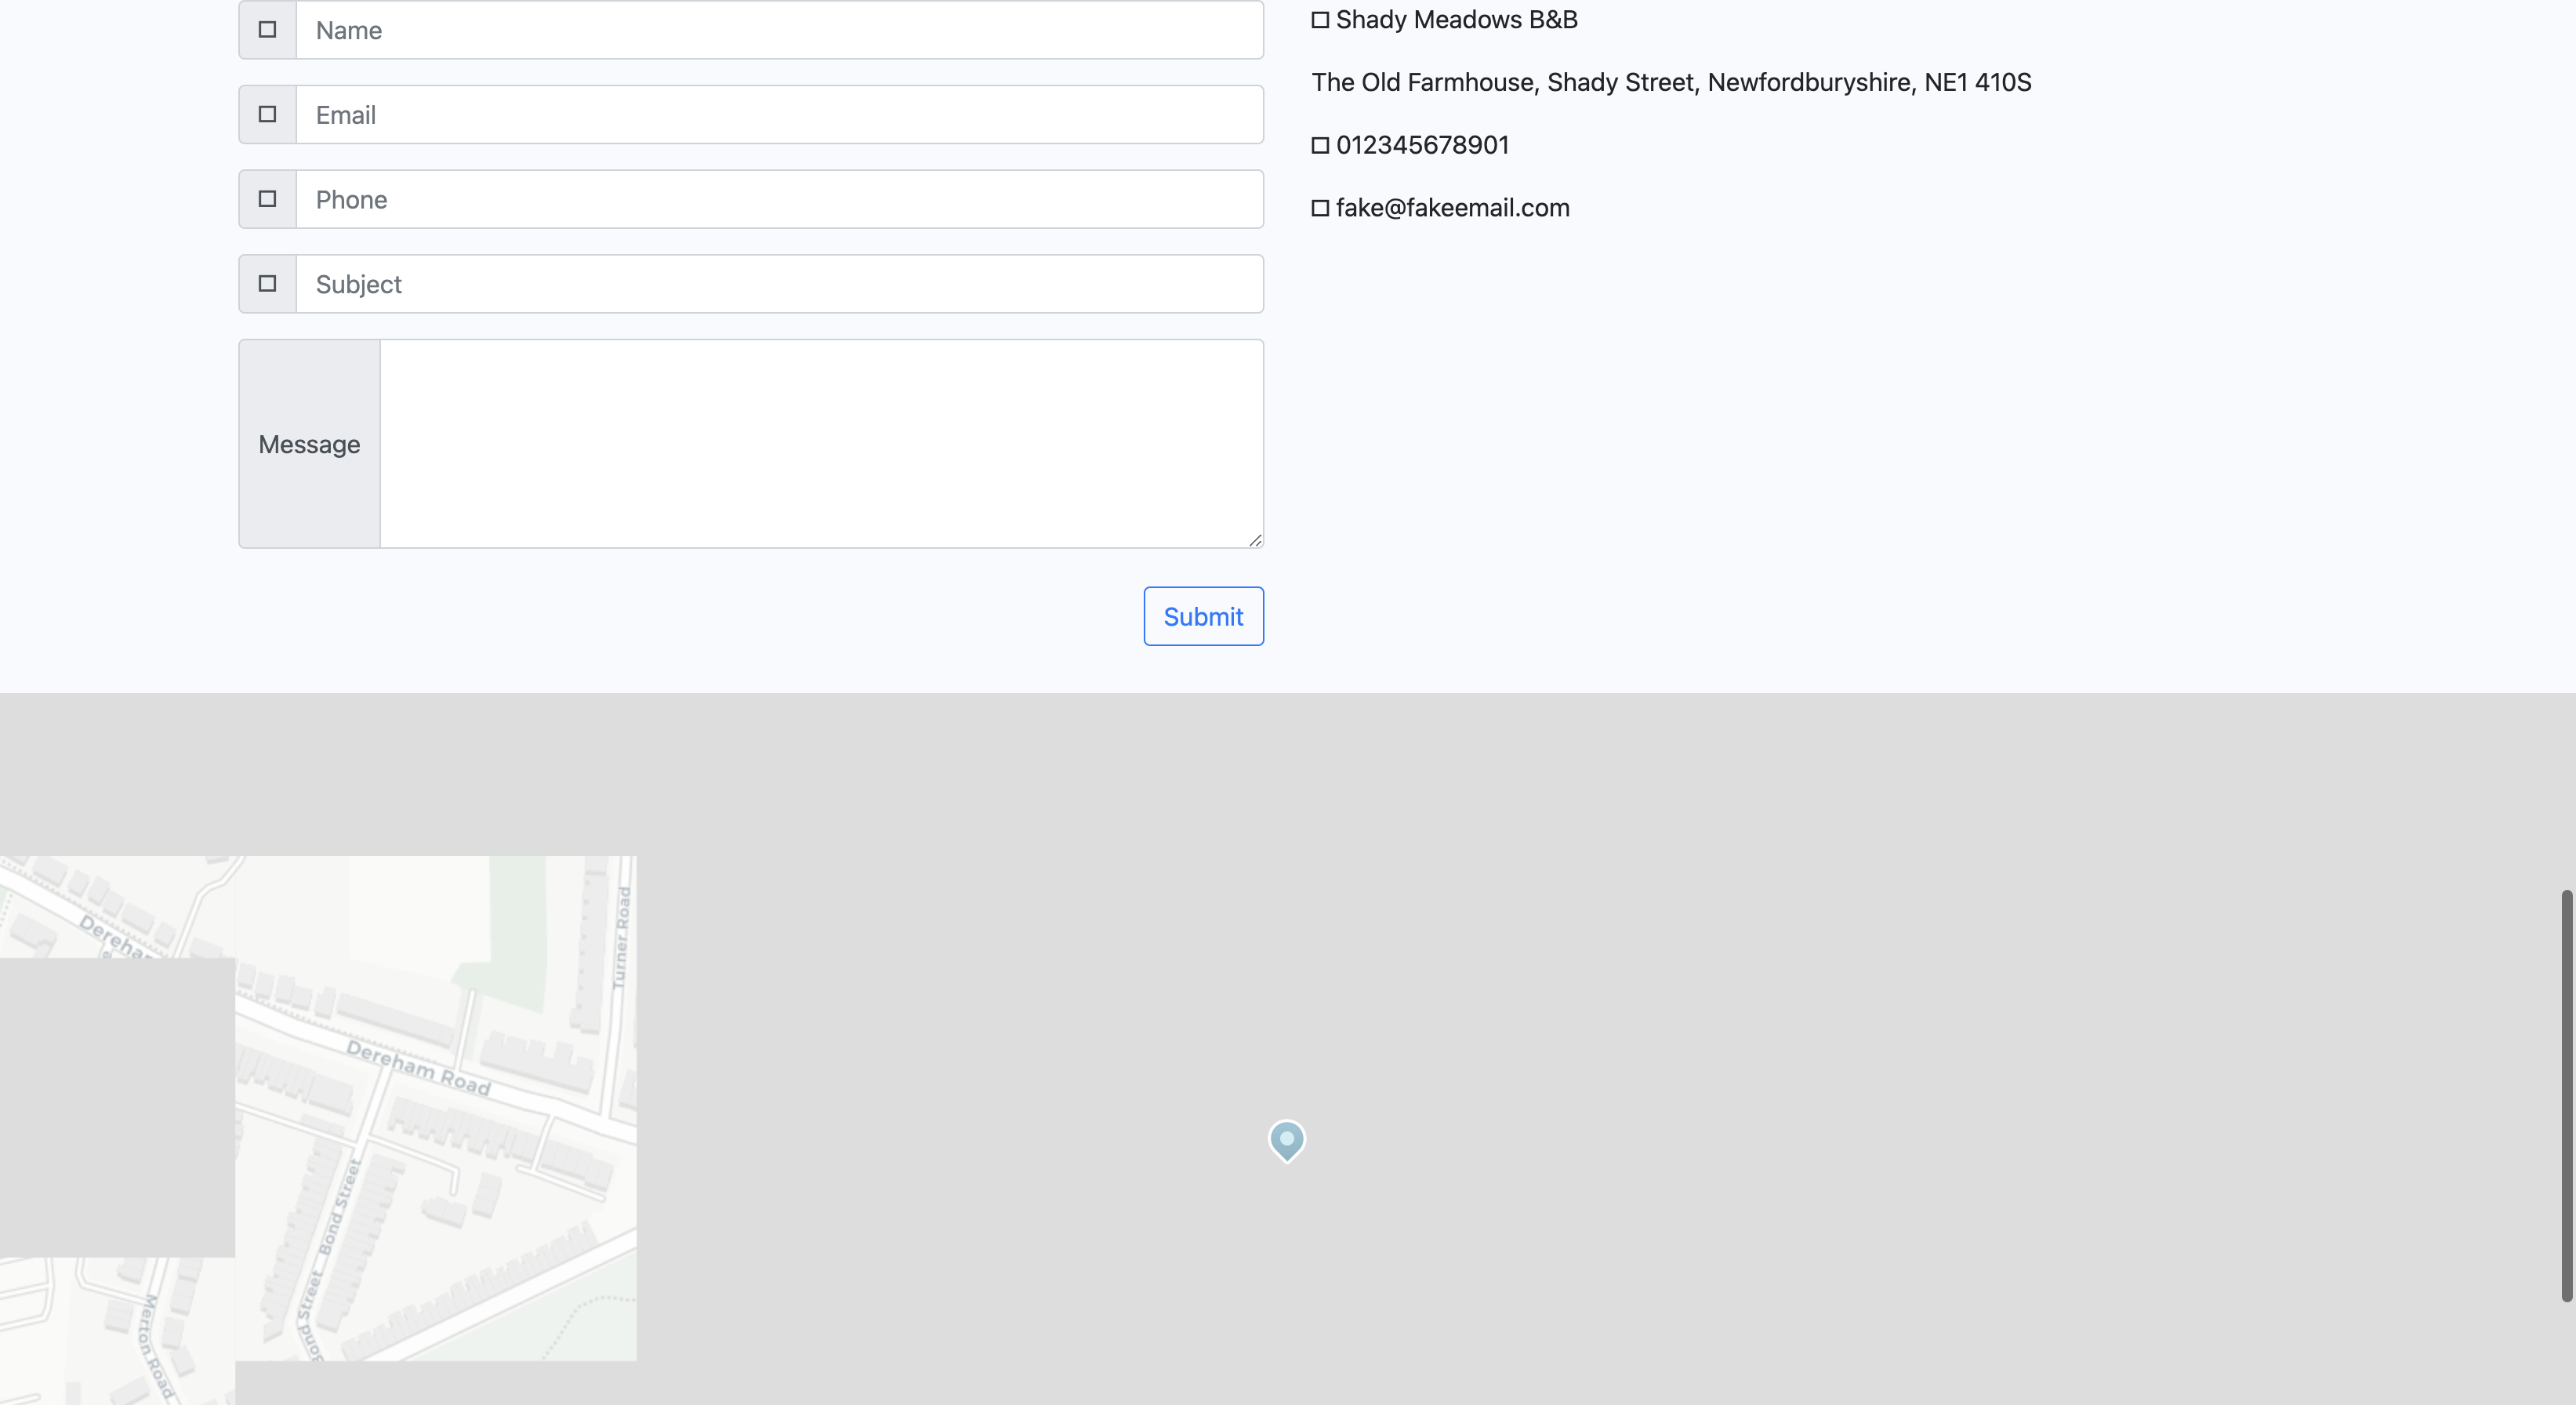 Name
Email
Phone
Subject
Message
Submit
Shady Meadows B&B
The Old Farmhouse, Shady Street, Newfordburyshire, NE1 410S
012345678901
fake@fakeemail.com
Dereham
Turner Road
Dereham Road
Bond Street
Bond Street
Merton Road